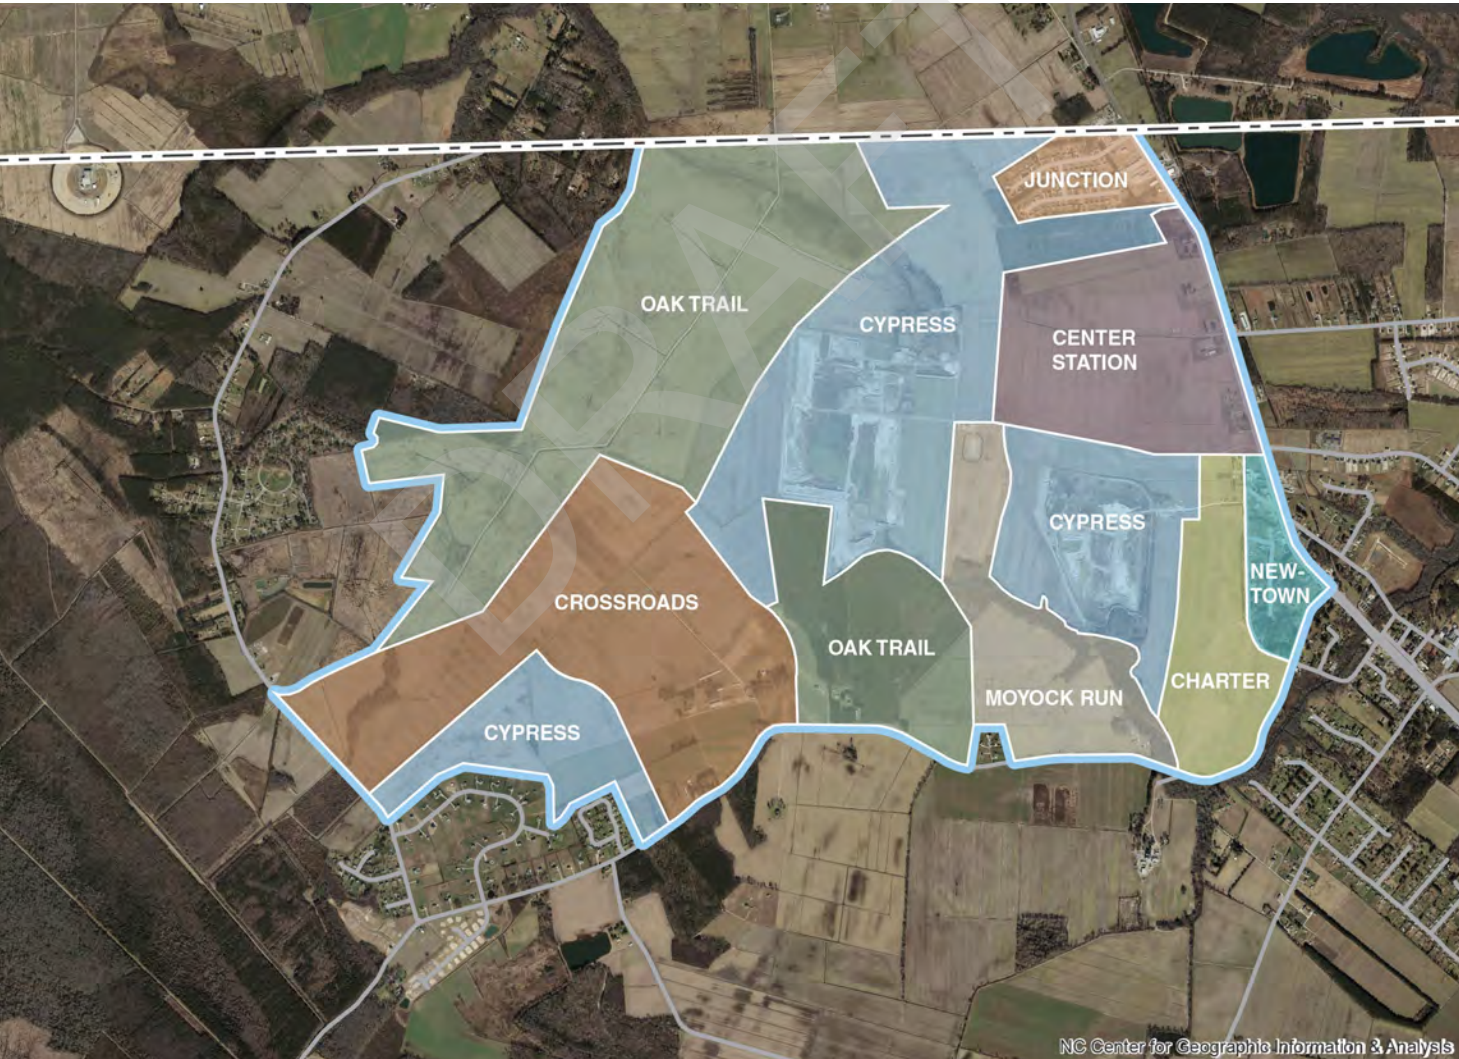 DRAFT
JUNCTION
OAK TRAIL
CYPRESS
CENTER
STATION
CYPRESS
NEW-
TOWN
CROSSROADS
OAK TRAIL
CHARTER
MOYOCK RUN
CYPRESS
NC Center for Geographic Information & Analysis